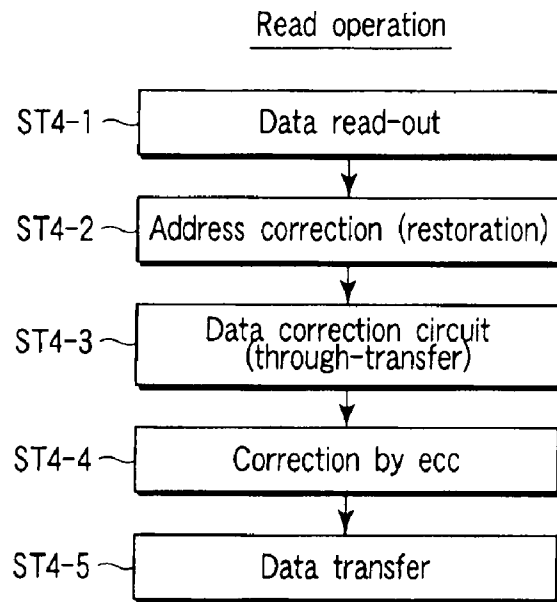 Read operation
ST4-1
Data read-out
ST4-2
Address correction (restoration)
ST4-3
Data correction circuit
(through-transfer)
ST4-4
Correction by ecc
ST4-5
Data transfer